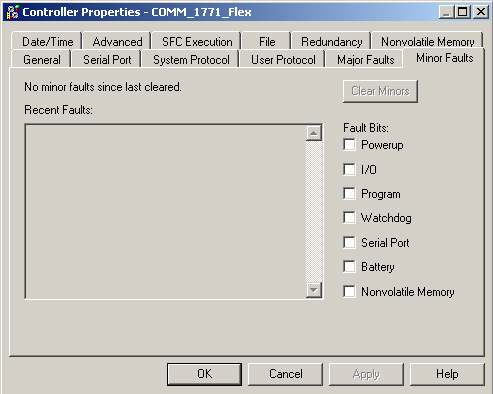 Controller Properties - COMM_1771_Flex
Date/Time Advanced SFC Execution File Redundancy Nonvolatile Memory
General Serial Port System Protocol User Protocol Major Faults Minor Faults
No minor faults since last cleared.
Clear Minors
Recent Faults:
Fault Bits:
Powerup
I/O
Program
Watchdog
Serial Port
Battery
Nonvolatile Memory
OK Cancel Apply Help